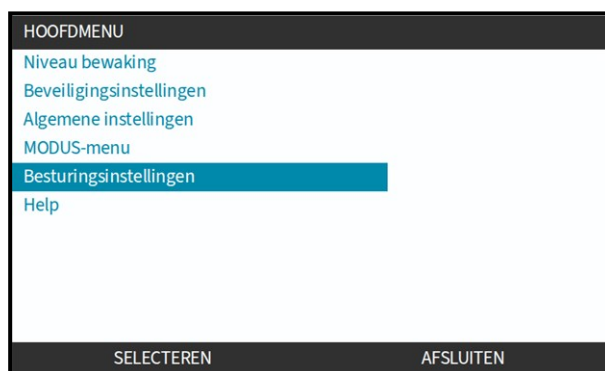 HOOFDMENU
Niveau bewaking
Beveiligingsinstellingen
Algemene instellingen
MODUS-menu
Besturingsinstellingen
Help
SELECTEREN AFSLUITEN